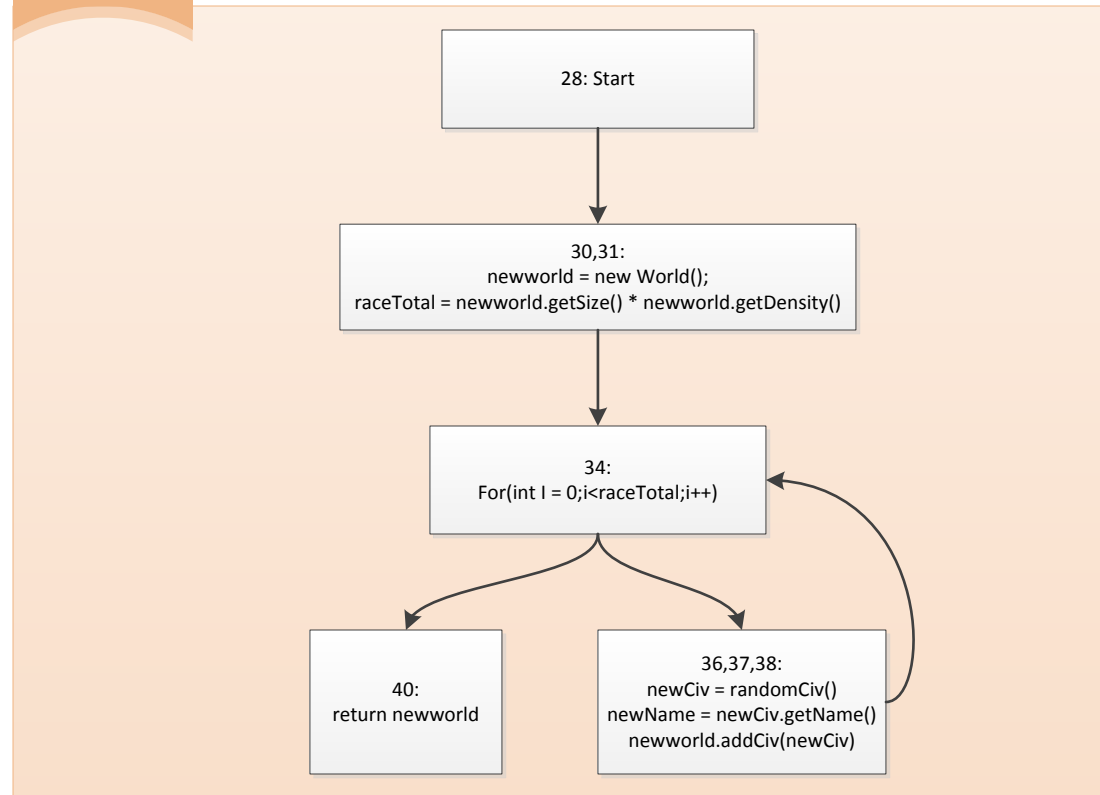 28: Start
30,31:
newworld = new World();
raceTotal = newworld.getSize() * newworld.getDensity()
34:
For(int I = 0;i<raceTotal;i++)
40:
return newworld
36,37,38:
newCiv = randomCiv()
newName = newCiv.getName()
newworld.addCiv(newCiv)